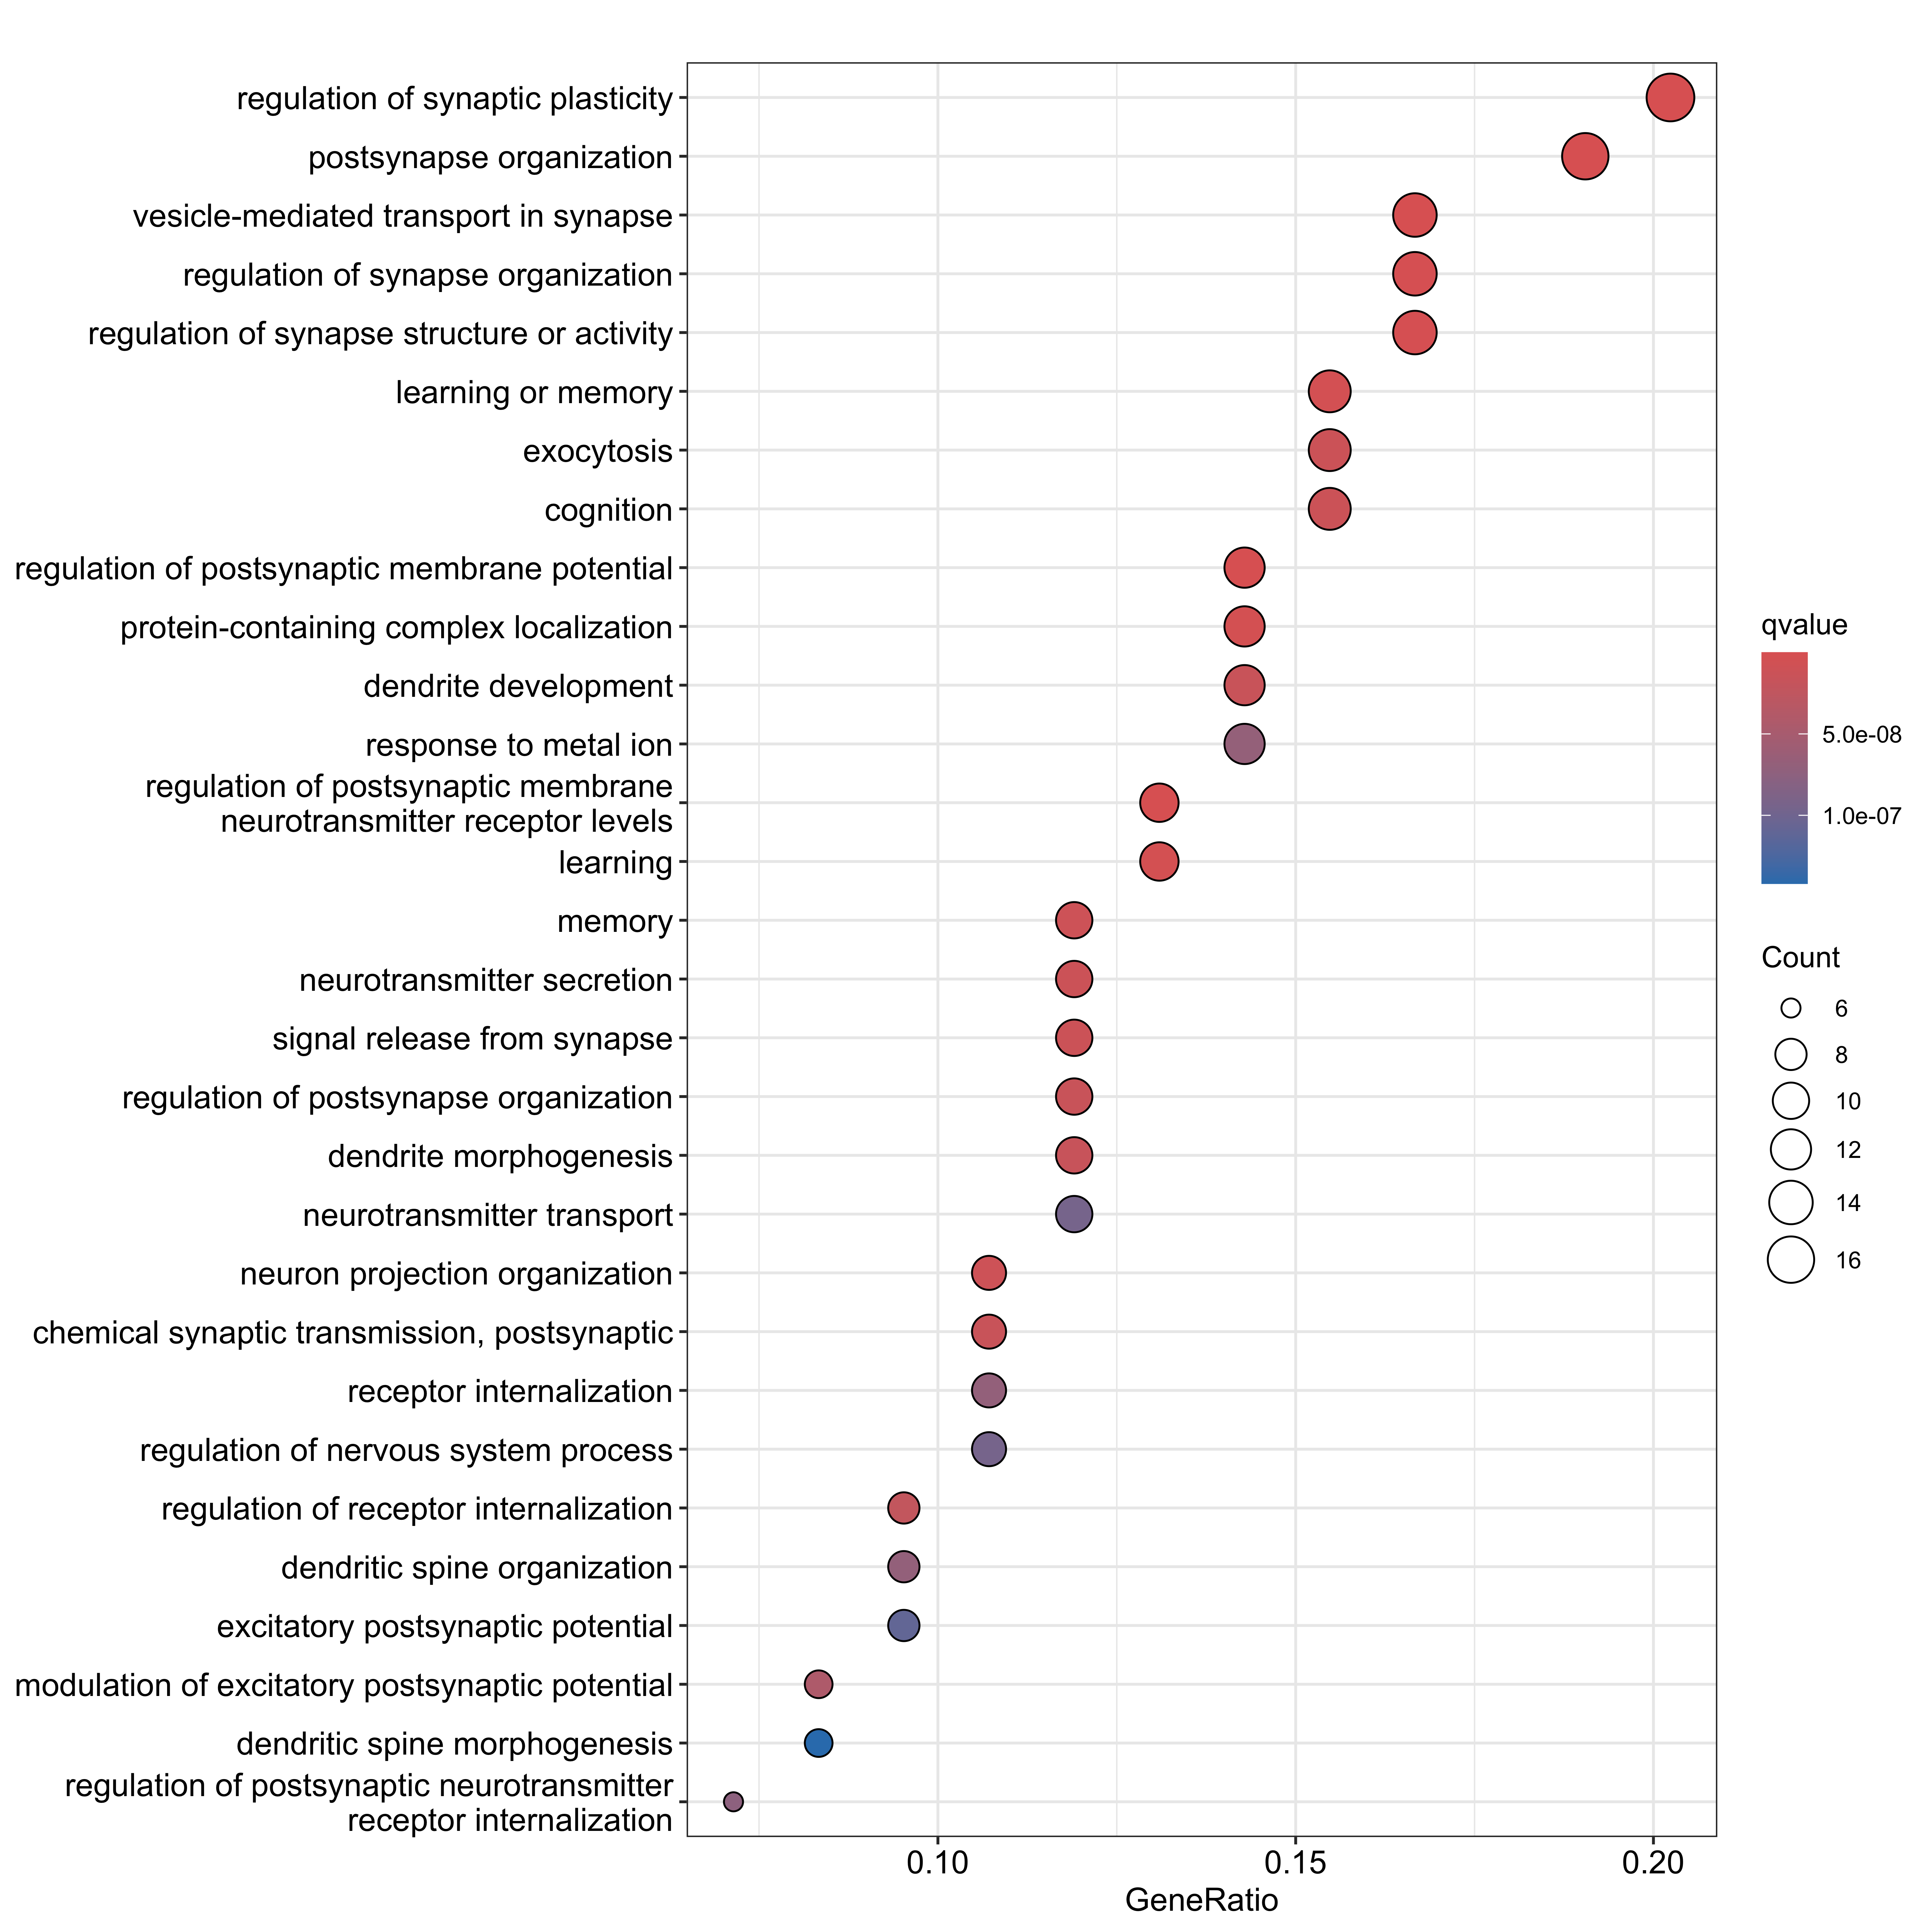 regulation of synaptic plasticity
postsynapse organization
vesicle-mediated transport in synapse
regulation of synapse organization
regulation of synapse structure or activity
learning or memory
exocytosis
cognition
regulation of postsynaptic membrane potential
protein-containing complex localization
dendrite development
response to metal ion
regulation of postsynaptic membrane
neurotransmitter receptor levels
learning
memory
neurotransmitter secretion
signal release from synapse
regulation of postsynapse organization
dendrite morphogenesis
neurotransmitter transport
neuron projection organization
chemical synaptic transmission, postsynaptic
receptor internalization
regulation of nervous system process
regulation of receptor internalization
dendritic spine organization
excitatory postsynaptic potential
modulation of excitatory postsynaptic potential
dendritic spine morphogenesis
regulation of postsynaptic neurotransmitter
receptor internalization
0.10 0.15 0.20
GeneRatio
qvalue
5.0e-08
1.0e-07
Count
6
8
10
12
14
16